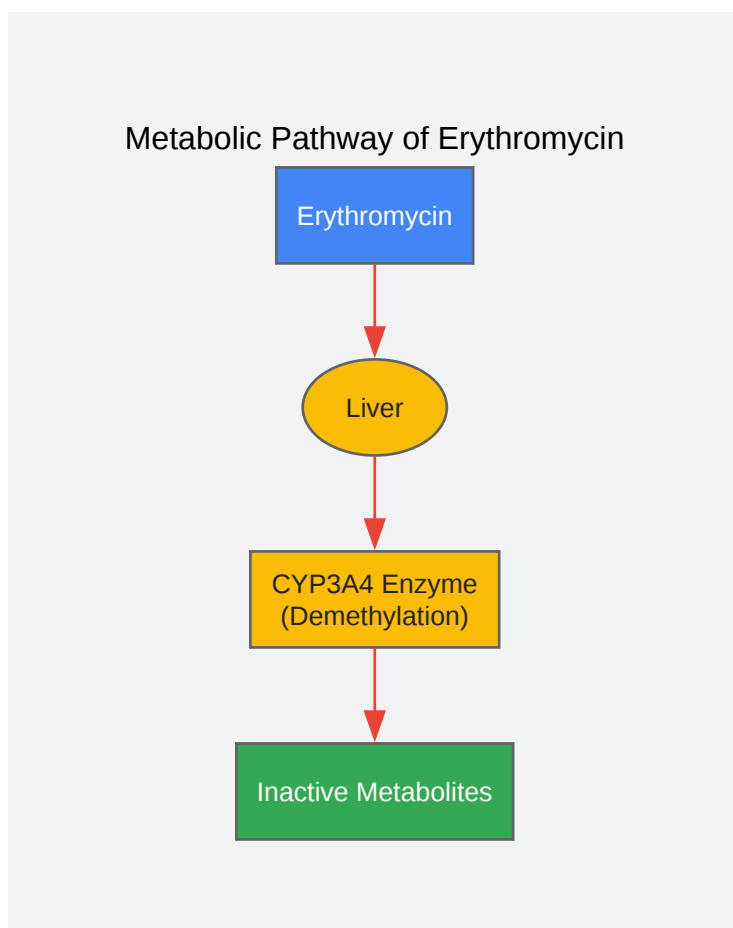 Metabolic Pathway of Erythromycin
Erythromycin
Liver
CYP3A4 Enzyme
(Demethylation)
Inactive Metabolites